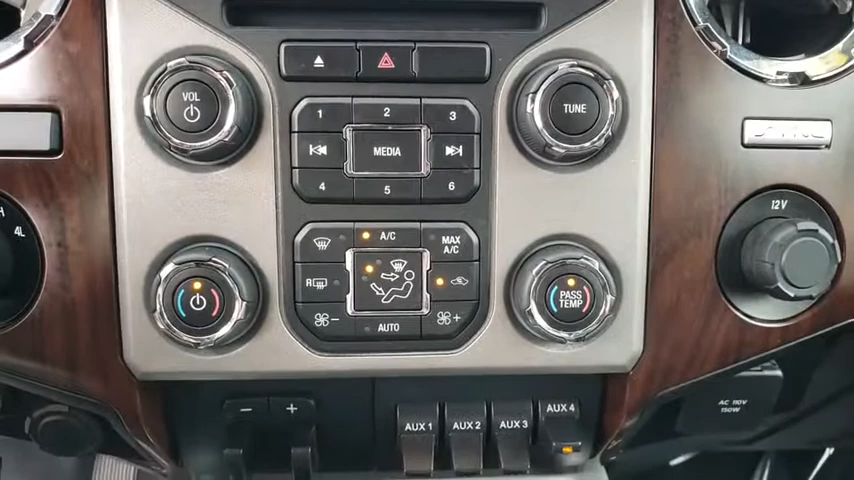 VOL
TUNE
1 2 3
MEDIA
4 5 6
SYNC
4L
12V
A/C
MAX
A/C
R
AUTO
PASS
TEMP
- +
AUX 1 AUX 2 AUX 3 AUX 4
AC 110V
150W